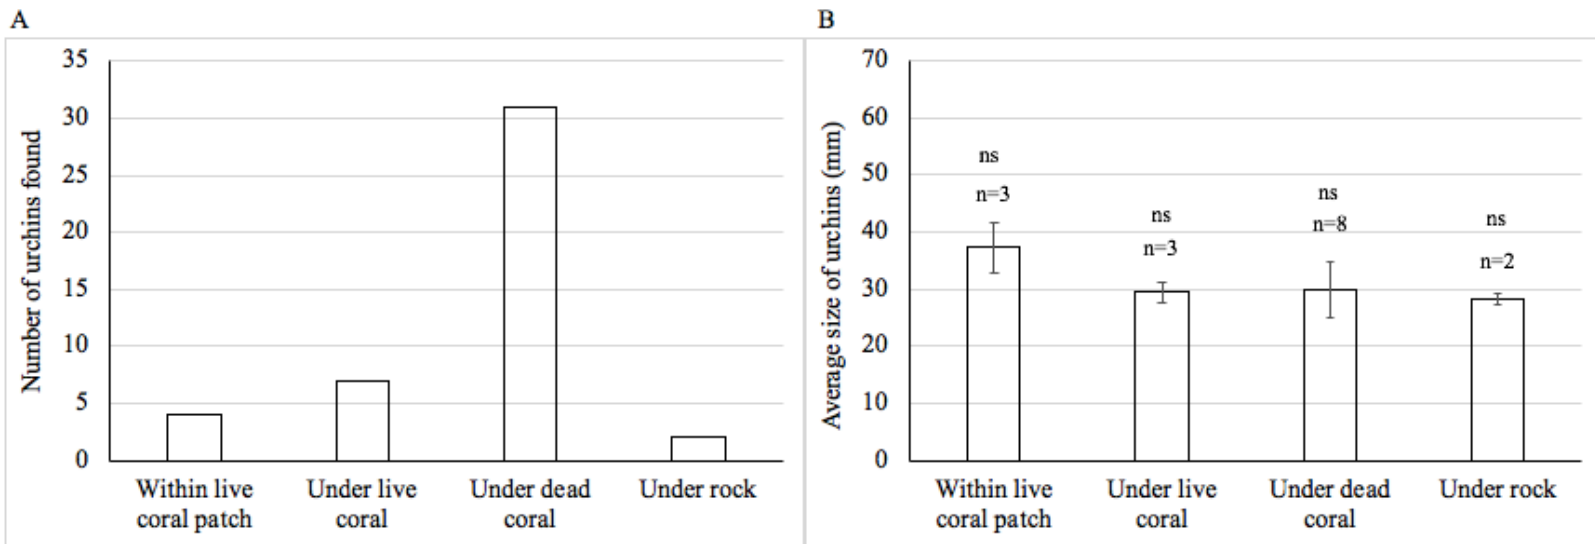 A
Number of urchins found
35
30
25
20
15
10
5
0
Within live
coral patch
Under live
coral
Under dead
coral
Under rock
B
Average size of urchins (mm)
70
60
50
40
30
20
10
0
ns
n=3
ns
n=3
ns
n=8
ns
n=2
Within live
coral patch
Under live
coral
Under dead
coral
Under rock